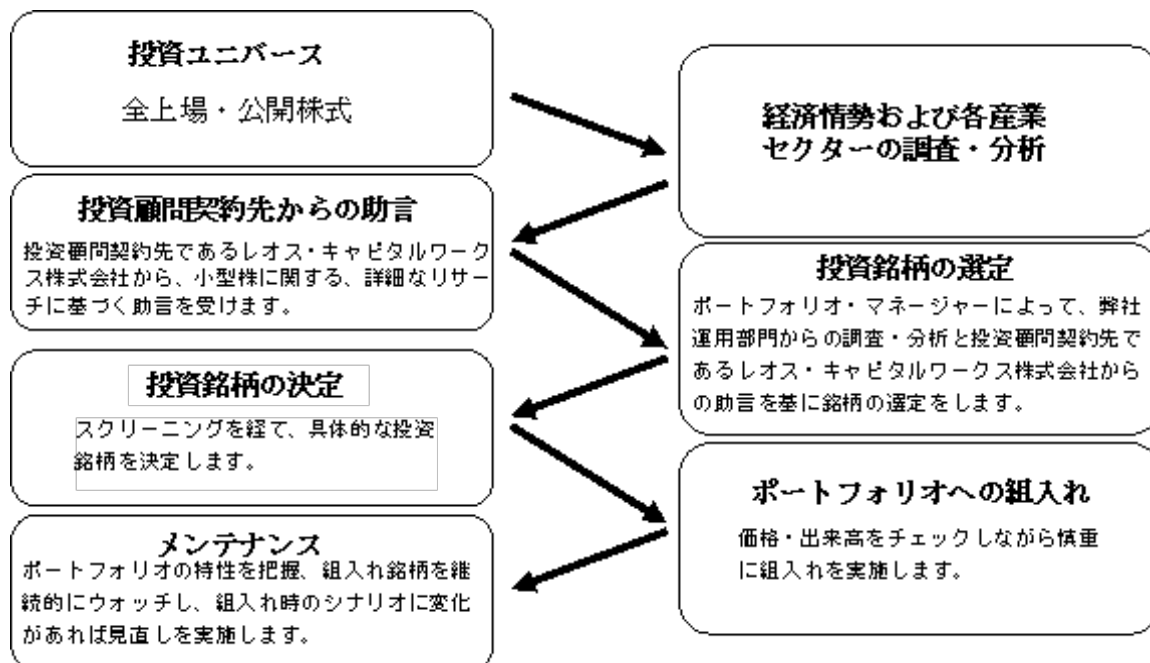 投資ユニバース
全上場・公開株式
経済情勢および各産業
セクターの調査・分析
投資顧問契約先からの助言
投資顧問契約先であるレオス・キャピタルワーク
ス株式会社から、小型株に関する、詳細なリサー
チに基づく助言を受けます。
投資銘柄の選定
ポートフォリオ・マネージャーによって、弊社
運用部門からの調査・分析と投資顧問契約先で
あるレオス・キャピタルワークス株式会社から
の助言を基に銘柄の選定をします。
投資銘柄の決定
スクリーニングを経て、具体的な投資
銘柄を決定します。
ポートフォリオへの組入れ
価格・出来高をチェックしながら慎重
に組入れを実施します。
メンテナンス
ポートフォリオの特性を把握、組入れ銘柄を継
続的にウォッチし、組入れ時のシナリオに変化
があれば見直しを実施します。